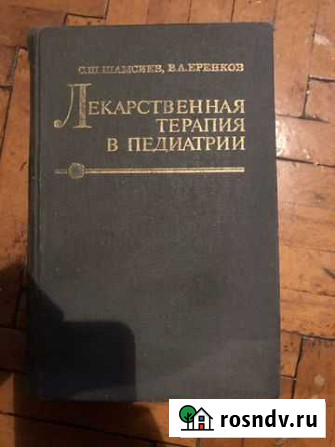 С.Ш.ШАМСИЕВ, В.А.ЕРЕНКОВ
ЛЕКАРСТВЕННАЯ
ТЕРАПИЯ
В ПЕДИАТРИИ
rosndv.ru